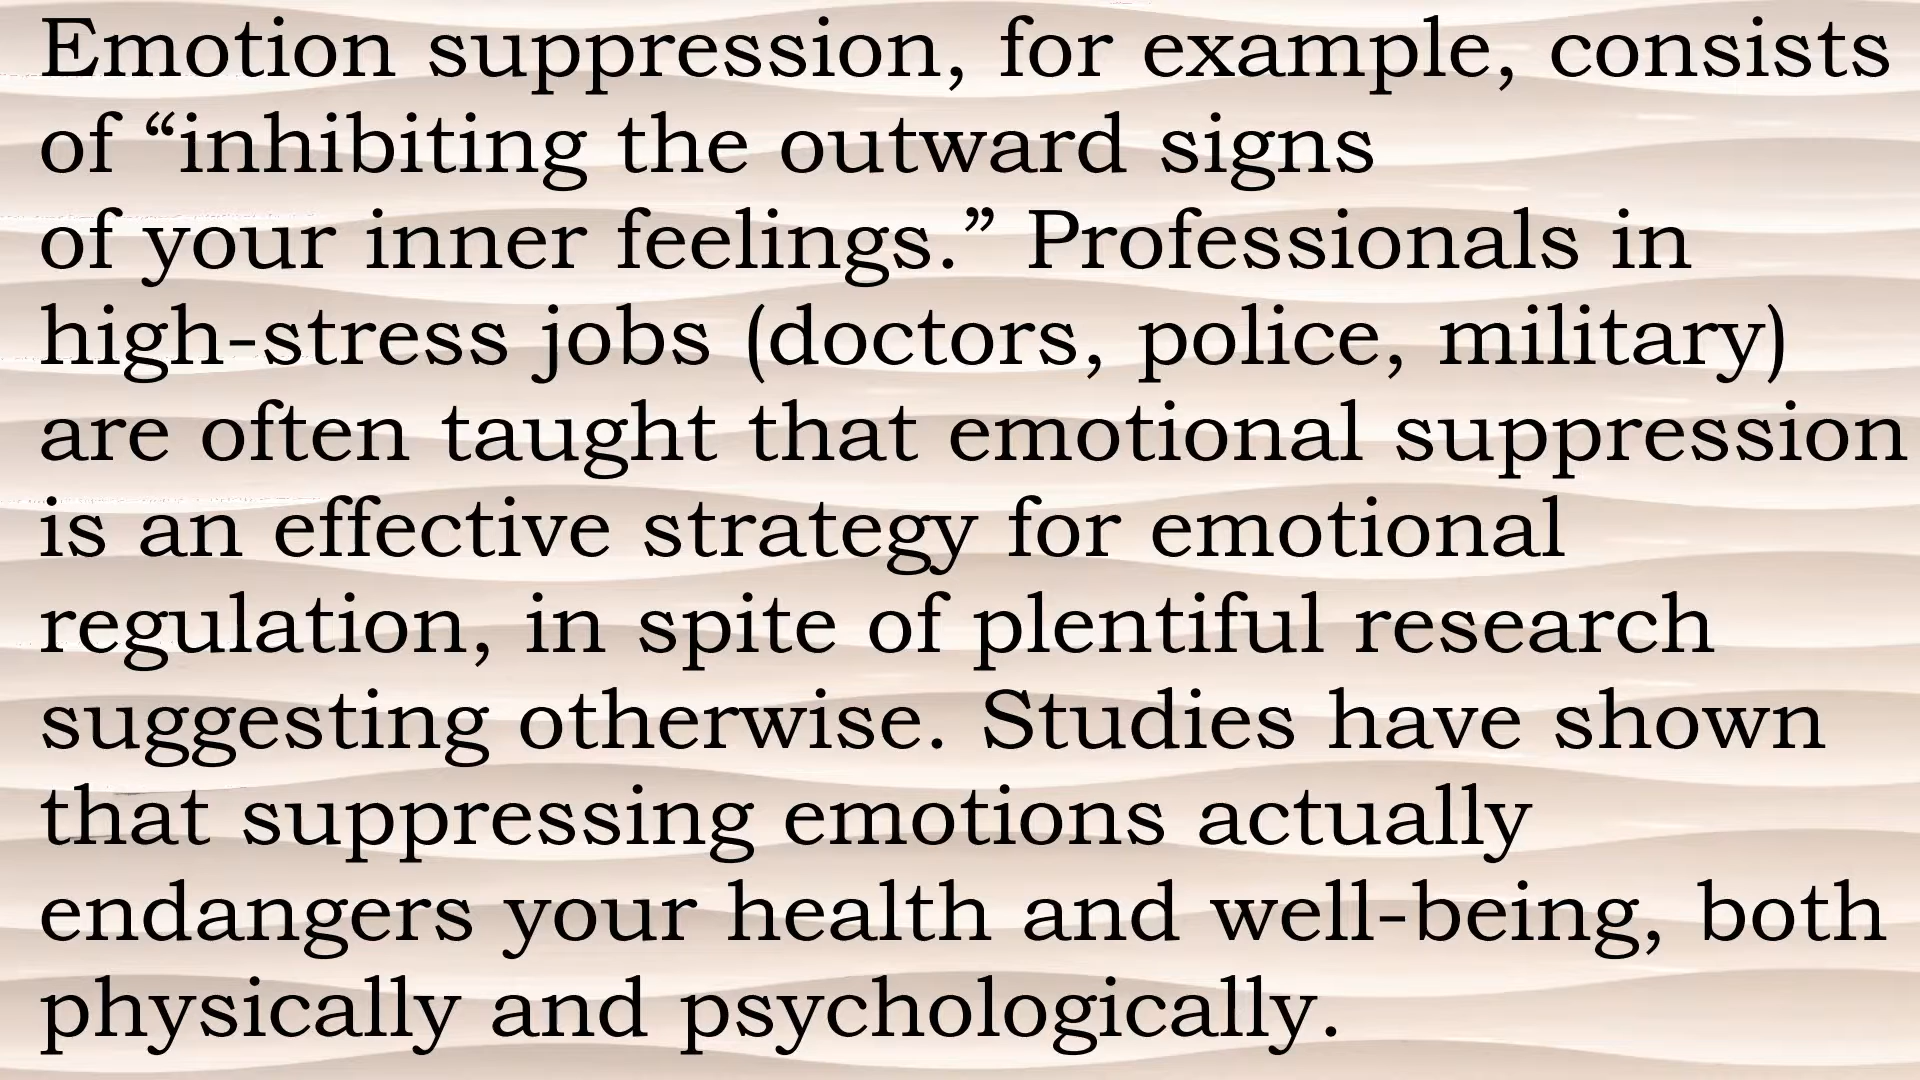 Emotion suppression, for example, consists
of “inhibiting the outward signs
of your inner feelings.” Professionals in
high-stress jobs (doctors, police, military)
are often taught that emotional suppression
is an effective strategy for emotional
regulation, in spite of plentiful research
suggesting otherwise. Studies have shown
that suppressing emotions actually
endangers your health and well-being, both
physically and psychologically.